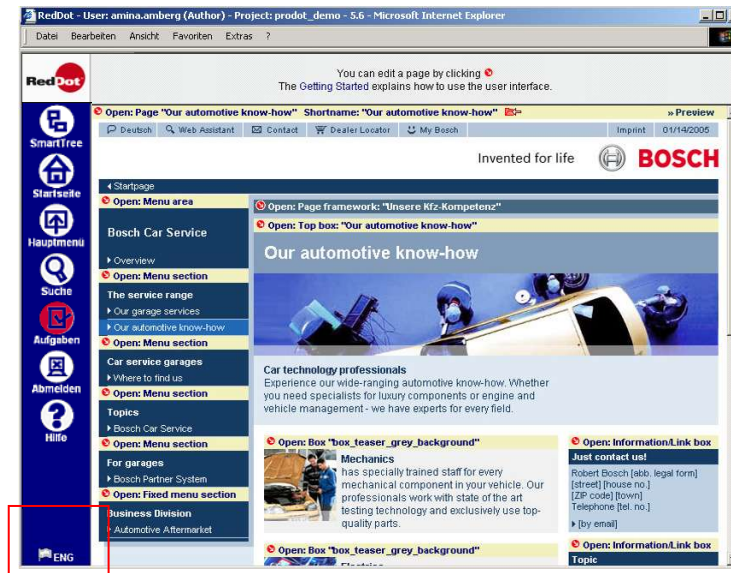 RedDot - User: amina.amberg (Author) - Project: prodot_demo - 5.6 - Microsoft Internet Explorer
Datei Bearbeiten Ansicht Favoriten Extras ?
RedDot
You can edit a page by clicking
The Getting Started explains how to use the user interface.
SmartTree
Startseite
Hauptmenü
Suche
Aufgaben
Abmelden
Hilfe
ENG
Open: Page "Our automotive know-how" Shortname: "Our automotive know-how" » Preview
Deutsch Web Assistant Contact Dealer Locator My Bosch Imprint 01/14/2005
Invented for life BOSCH
Startpage
Open: Menu area
Bosch Car Service
Overview
Open: Menu section
The service range
Our garage services
Our automotive know-how
Open: Menu section
Car service garages
Where to find us
Open: Menu section
Topics
Bosch Car Service
Open: Menu section
For garages
Bosch Partner System
Open: Fixed menu section
Business Division
Automotive Aftermarket
Open: Page framework: "Unsere Kfz-Kompetenz"
Open: Top box: "Our automotive know-how"
Our automotive know-how
Car technology professionals
Experience our wide-ranging automotive know-how. Whether
you need specialists for luxury components or engine and
vehicle management - we have experts for every field.
Open: Box "box_teaser_grey_background"
Mechanics
has specially trained staff for every
mechanical component in your vehicle. Our
professionals work with state of the art
testing technology and exclusively use top-
quality parts.
Open: Box "box_teaser_grey_background"
Open: Information/Link box
Just contact us!
Robert Bosch [abb. legal form]
[street] [house no.]
[ZIP code] [town]
Telephone [tel. no.]
[by email]
Open: Information/Link box
Topic